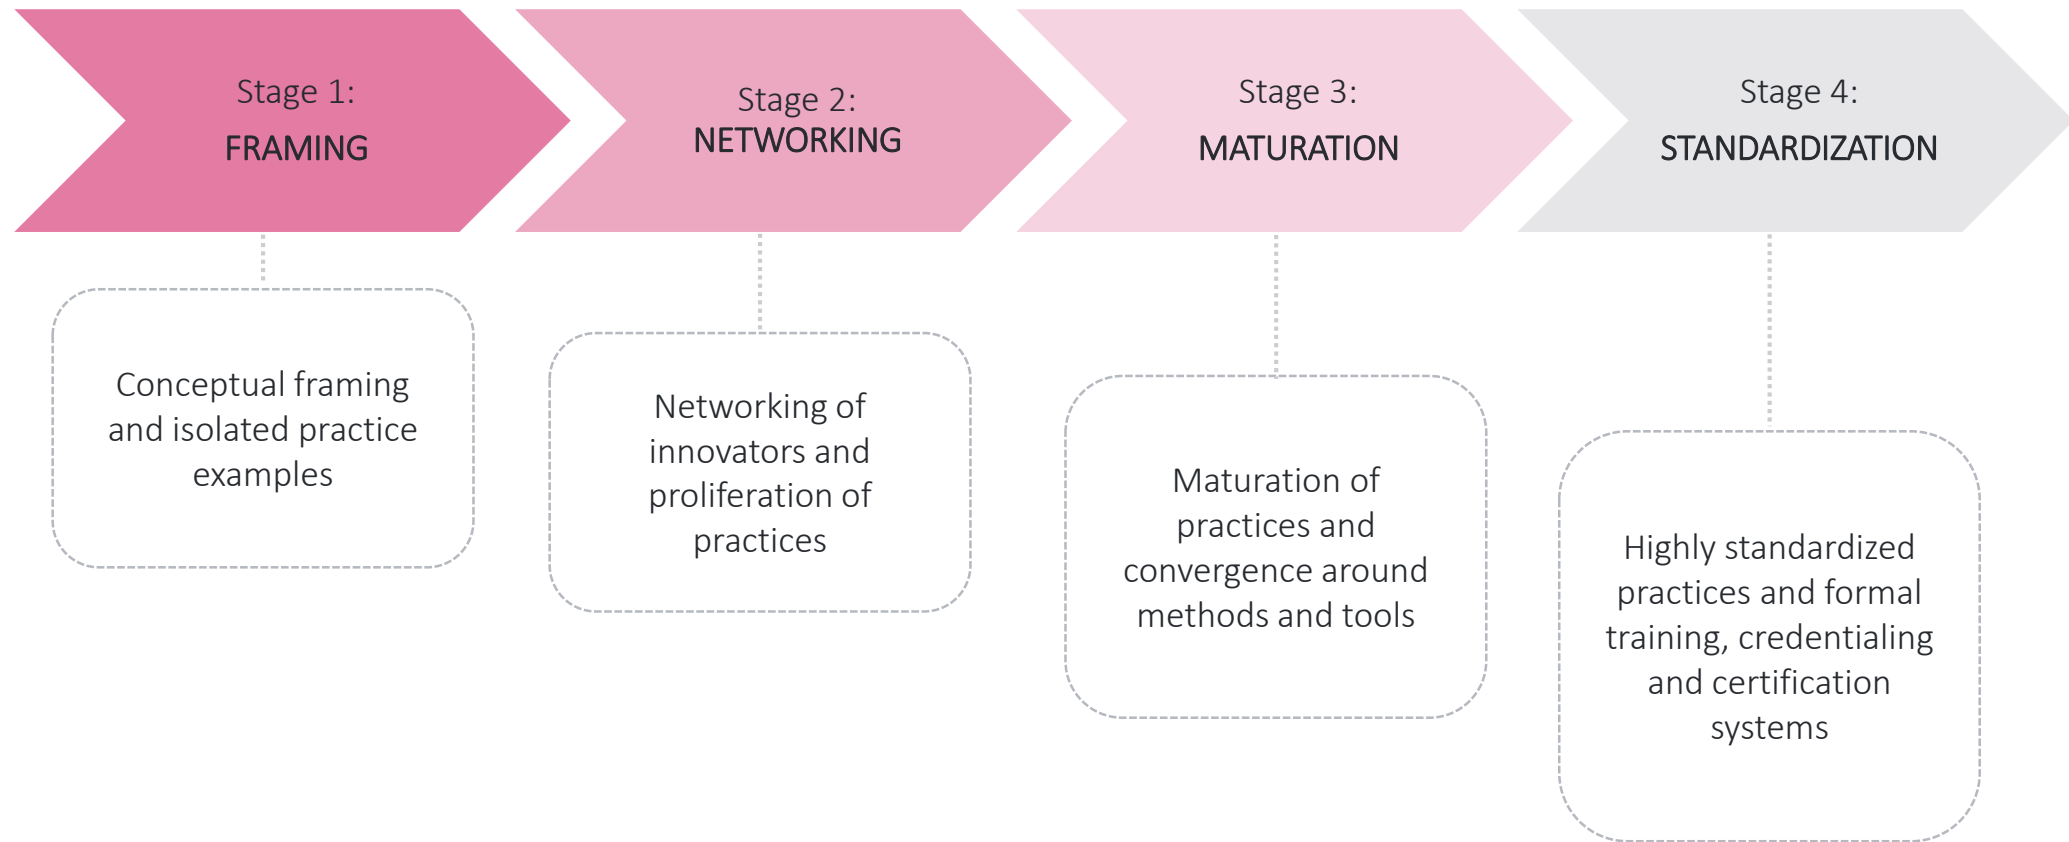 Stage 1:
FRAMING
Stage 2:
NETWORKING
Stage 3:
MATURATION
Stage 4:
STANDARDIZATION
Conceptual framing
and isolated practice
examples
Networking of
innovators and
proliferation of
practices
Maturation of
practices and
convergence around
methods and tools
Highly standardized
practices and formal
training, credentialing
and certification
systems